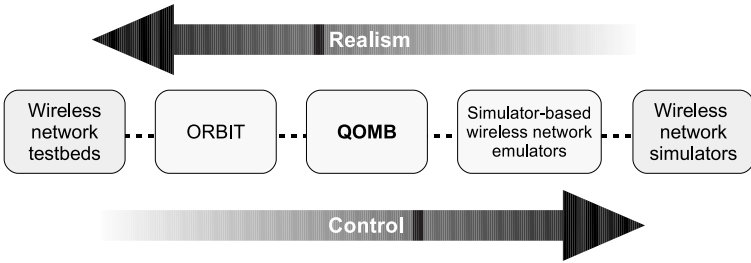 Realism
Wireless
network
testbeds
ORBIT
QOMB
Simulator-based
wireless network
emulators
Wireless
network
simulators
Control